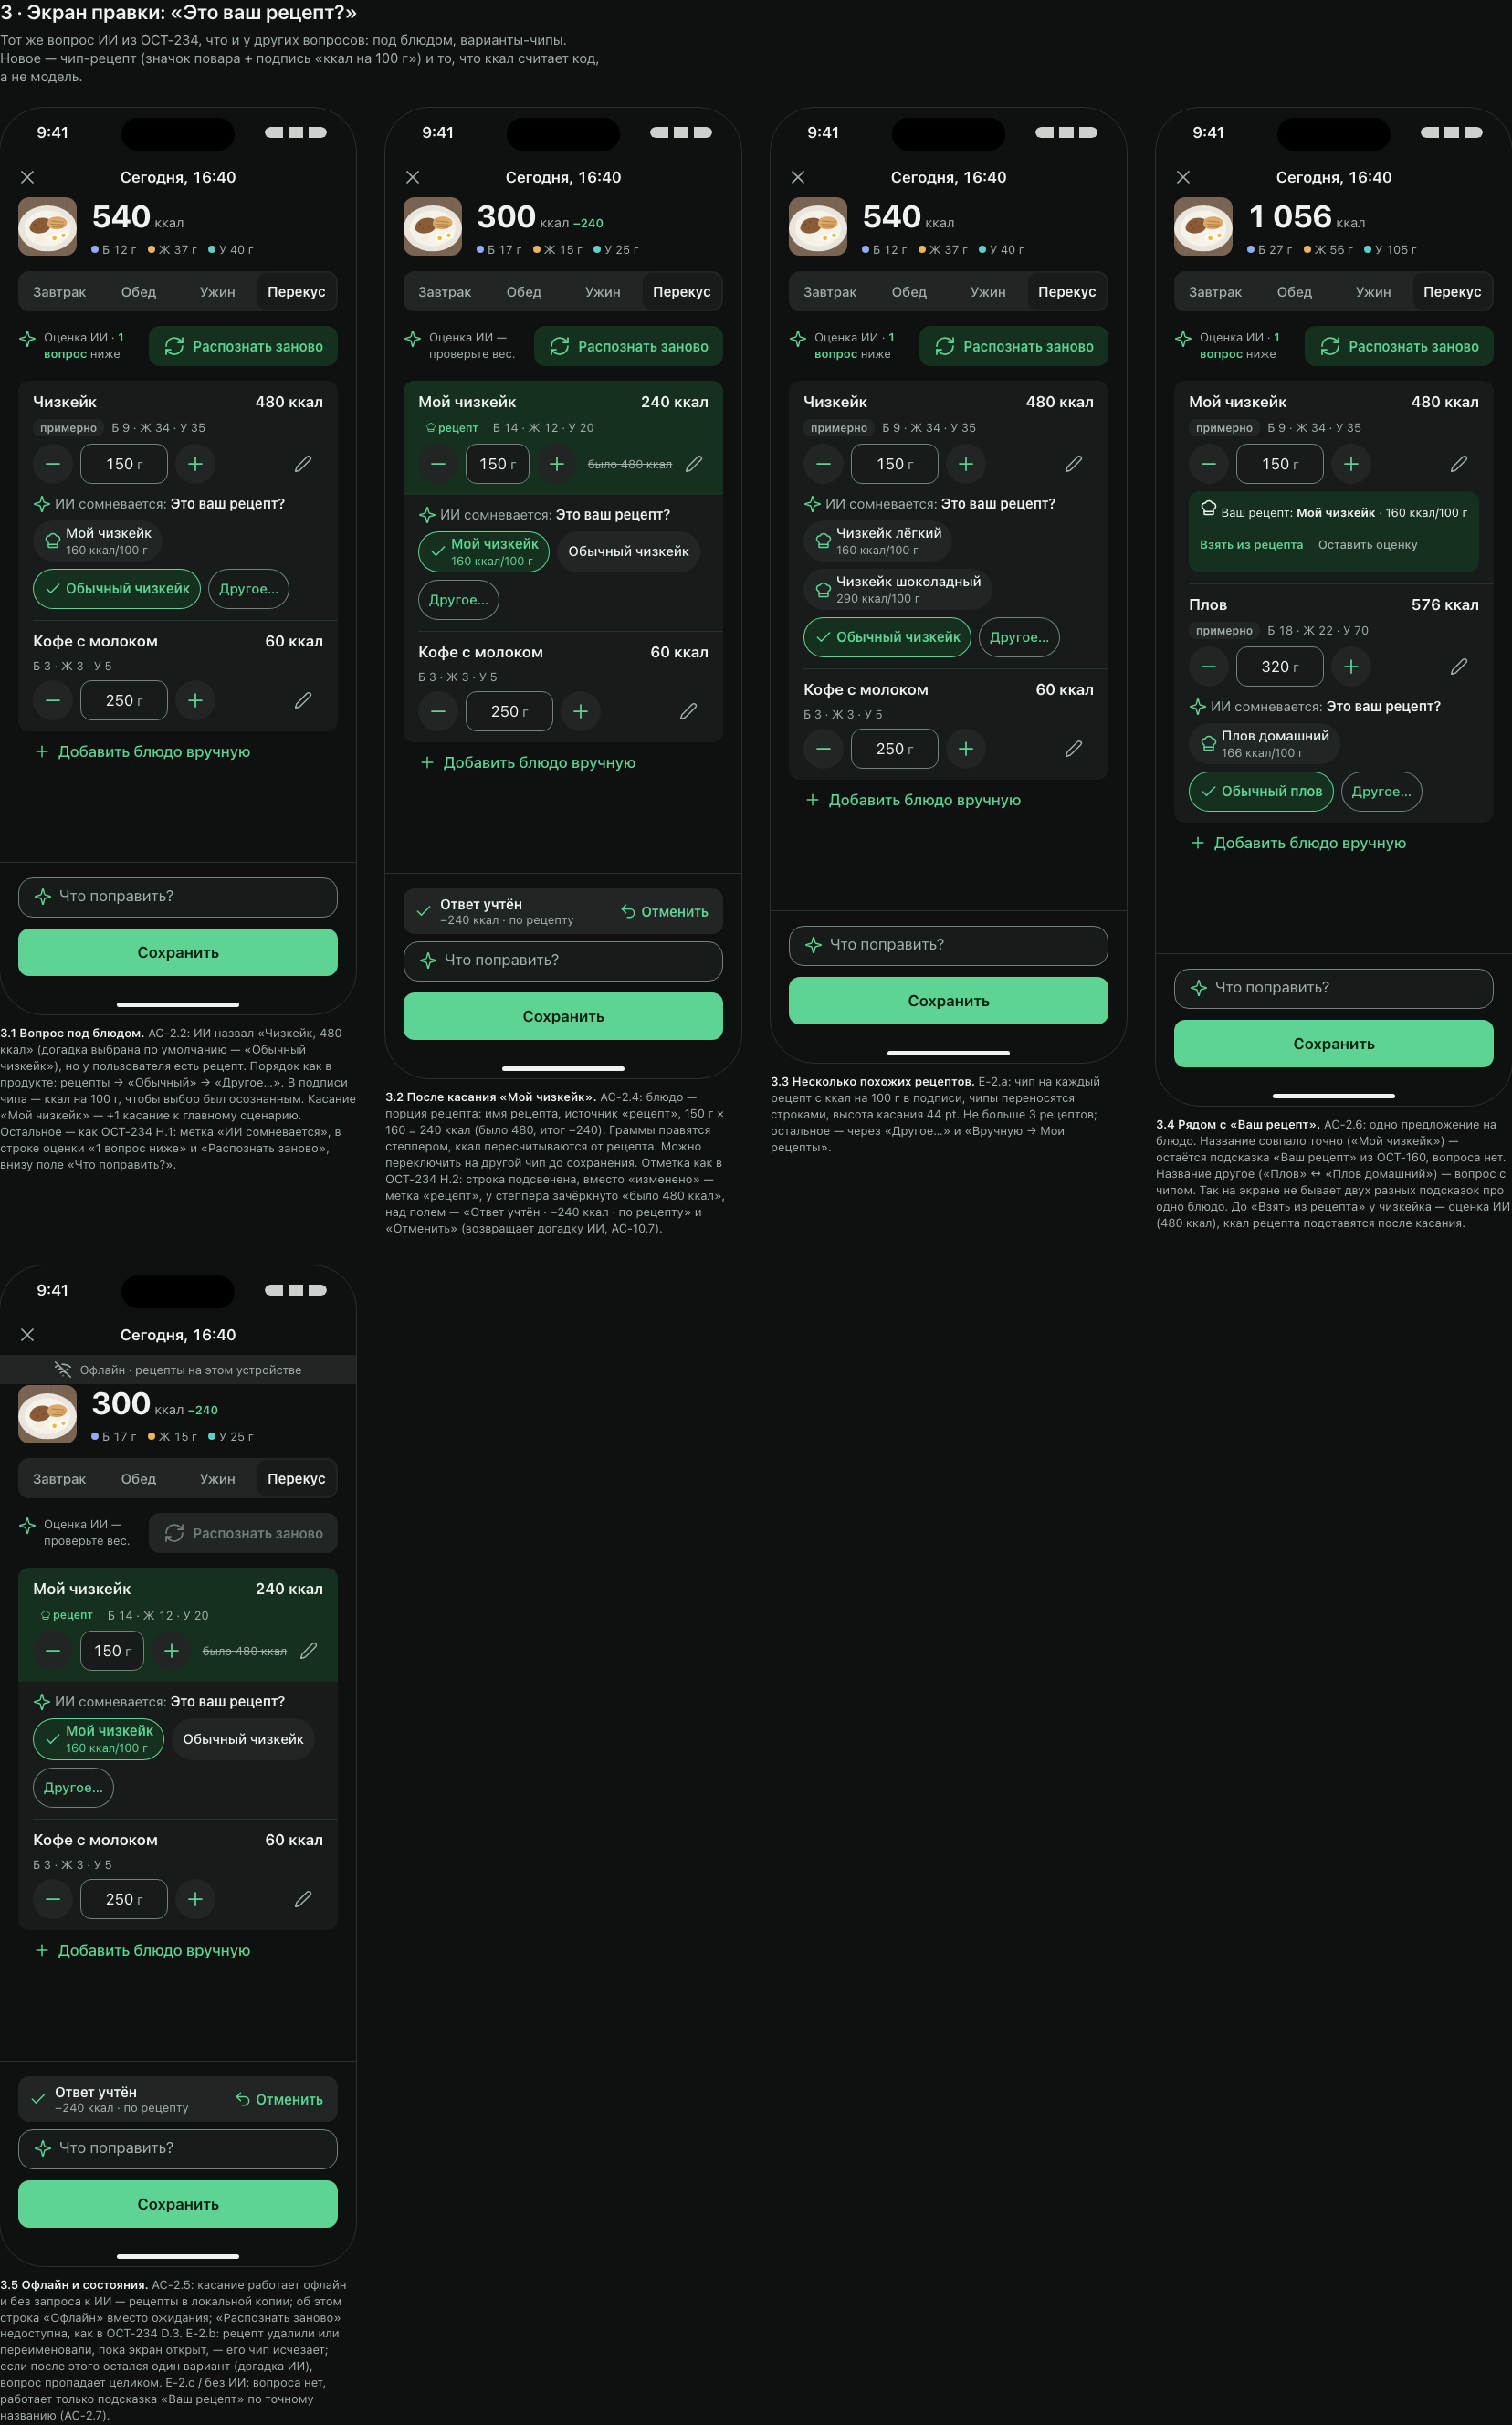 3 · Экран правки: «Это ваш рецепт?»
Тот же вопрос ИИ из ОСТ-234, что и у других вопросов: под блюдом, варианты-чипы.
Новое — чип-рецепт (значок повара + подпись «ккал на 100 г») и то, что ккал считает код,
а не модель.
9:41
Сегодня, 16:40
540 ккал
Б 12 г Ж 37 г У 40 г
Завтрак Обед Ужин Перекус
Оценка ИИ · 1
вопрос ниже
Распознать заново
Чизкейк 480 ккал
примерно Б 9 · Ж 34 · У 35
150 г
ИИ сомневается: Это ваш рецепт?
Мой чизкейк
160 ккал/100 г
Обычный чизкейк Другое...
Кофе с молоком 60 ккал
Б 3 · Ж 3 · У 5
250 г
Добавить блюдо вручную
Что поправить?
Сохранить
3.1 Вопрос под блюдом. АС-2.2: ИИ назвал «Чизкейк, 480
ккал» (догадка выбрана по умолчанию — «Обычный
чизкейк»), но у пользователя есть рецепт. Порядок как в
продукте: рецепты → «Обычный» → «Другое…». В подписи
чипа — ккал на 100 г, чтобы выбор был осознанным. Касание
«Мой чизкейк» — +1 касание к главному сценарию.
Остальное — как ОСТ-234 Н.1: метка «ИИ сомневается», в
строке оценки «1 вопрос ниже» и «Распознать заново»,
внизу поле «Что поправить?».
9:41
Сегодня, 16:40
300 ккал −240
Б 17 г Ж 15 г У 25 г
Завтрак Обед Ужин Перекус
Оценка ИИ —
проверьте вес.
Распознать заново
Мой чизкейк 240 ккал
рецепт Б 14 · Ж 12 · У 20
150 г было 480 ккал
ИИ сомневается: Это ваш рецепт?
Мой чизкейк
160 ккал/100 г
Обычный чизкейк
Другое...
Кофе с молоком 60 ккал
Б 3 · Ж 3 · У 5
250 г
Добавить блюдо вручную
Ответ учтён
−240 ккал · по рецепту
Отменить
Что поправить?
Сохранить
3.2 После касания «Мой чизкейк». АС-2.4: блюдо —
порция рецепта: имя рецепта, источник «рецепт», 150 г ×
160 = 240 ккал (было 480, итог −240). Граммы правятся
степпером, ккал пересчитываются от рецепта. Можно
переключить на другой чип до сохранения. Отметка как в
ОСТ-234 Н.2: строка подсвечена, вместо «изменено» —
метка «рецепт», у степпера зачёркнуто «было 480 ккал»,
над полем — «Ответ учтён · −240 ккал · по рецепту» и
«Отменить» (возвращает догадку ИИ, АС-10.7).
9:41
Сегодня, 16:40
540 ккал
Б 12 г Ж 37 г У 40 г
Завтрак Обед Ужин Перекус
Оценка ИИ · 1
вопрос ниже
Распознать заново
Чизкейк 480 ккал
примерно Б 9 · Ж 34 · У 35
150 г
ИИ сомневается: Это ваш рецепт?
Чизкейк лёгкий
160 ккал/100 г
Чизкейк шоколадный
290 ккал/100 г
Обычный чизкейк Другое...
Кофе с молоком 60 ккал
Б 3 · Ж 3 · У 5
250 г
Добавить блюдо вручную
Что поправить?
Сохранить
3.3 Несколько похожих рецептов. Е-2.а: чип на каждый
рецепт с ккал на 100 г в подписи, чипы переносятся
строками, высота касания 44 pt. Не больше 3 рецептов;
остальное — через «Другое…» и «Вручную → Мои
рецепты».
9:41
Сегодня, 16:40
1 056 ккал
Б 27 г Ж 56 г У 105 г
Завтрак Обед Ужин Перекус
Оценка ИИ · 1
вопрос ниже
Распознать заново
Мой чизкейк 480 ккал
примерно Б 9 · Ж 34 · У 35
150 г
Ваш рецепт: Мой чизкейк · 160 ккал/100 г
Взять из рецепта Оставить оценку
Плов 576 ккал
примерно Б 18 · Ж 22 · У 70
320 г
ИИ сомневается: Это ваш рецепт?
Плов домашний
166 ккал/100 г
Обычный плов Другое...
Добавить блюдо вручную
Что поправить?
Сохранить
3.4 Рядом с «Ваш рецепт». АС-2.6: одно предложение на
блюдо. Название совпало точно («Мой чизкейк») —
остаётся подсказка «Ваш рецепт» из ОСТ-160, вопроса нет.
Название другое («Плов» ↔ «Плов домашний») — вопрос с
чипом. Так на экране не бывает двух разных подсказок про
одно блюдо. До «Взять из рецепта» у чизкейка — оценка ИИ
(480 ккал), ккал рецепта подставятся после касания.
9:41
Сегодня, 16:40
Офлайн · рецепты на этом устройстве
300 ккал −240
Б 17 г Ж 15 г У 25 г
Завтрак Обед Ужин Перекус
Оценка ИИ —
проверьте вес.
Распознать заново
Мой чизкейк 240 ккал
рецепт Б 14 · Ж 12 · У 20
150 г было 480 ккал
ИИ сомневается: Это ваш рецепт?
Мой чизкейк
160 ккал/100 г
Обычный чизкейк
Другое...
Кофе с молоком 60 ккал
Б 3 · Ж 3 · У 5
250 г
Добавить блюдо вручную
Ответ учтён
−240 ккал · по рецепту
Отменить
Что поправить?
Сохранить
3.5 Офлайн и состояния. АС-2.5: касание работает офлайн
и без запроса к ИИ — рецепты в локальной копии; об этом
строка «Офлайн» вместо ожидания; «Распознать заново»
недоступна, как в ОСТ-234 D.3. Е-2.b: рецепт удалили или
переименовали, пока экран открыт, — его чип исчезает;
если после этого остался один вариант (догадка ИИ),
вопрос пропадает целиком. Е-2.с / без ИИ: вопроса нет,
работает только подсказка «Ваш рецепт» по точному
названию (АС-2.7).